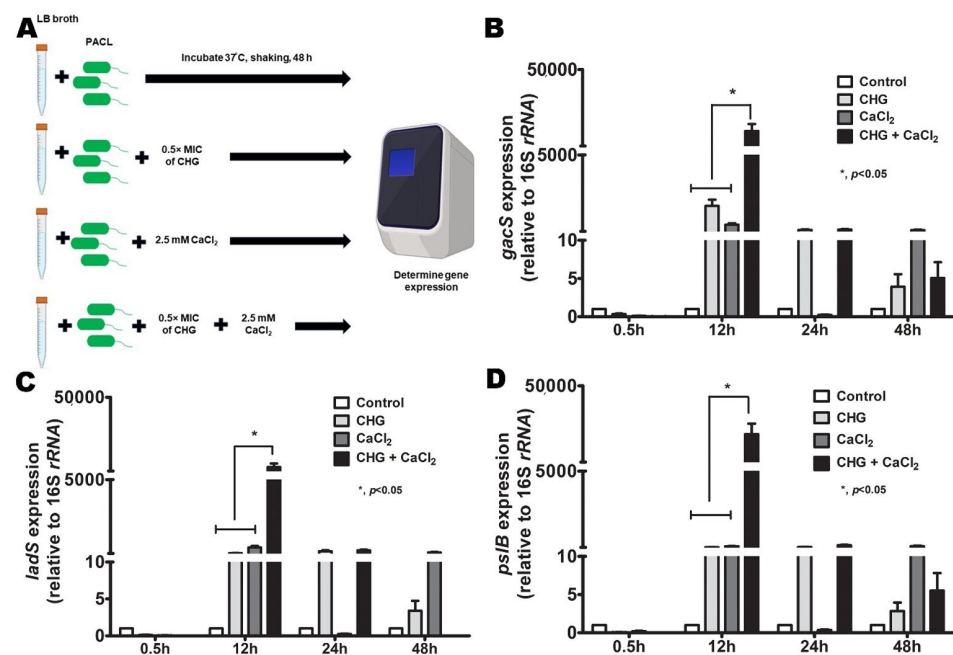 A
LB broth
PACL
Incubate 37°C, shaking, 48 h
0.5× MIC
of CHG
2.5 mM CaCl2
0.5× MIC
of CHG
2.5 mM
CaCl2
Determine gene
expression
B
gacS expression
(relative to 16S rRNA)
50000
5000
10
5
0
Control
CHG
CaCl2
CHG + CaCl2
*, p<0.05
*
0.5h
12h
24h
48h
C
ladS expression
(relative to 16S rRNA)
50000
5000
10
5
0
Control
CHG
CaCl2
CHG + CaCl2
*, p<0.05
*
0.5h
12h
24h
48h
D
pslB expression
(relative to 16S rRNA)
50000
5000
10
5
0
Control
CHG
CaCl2
CHG + CaCl2
*, p<0.05
*
0.5h
12h
24h
48h